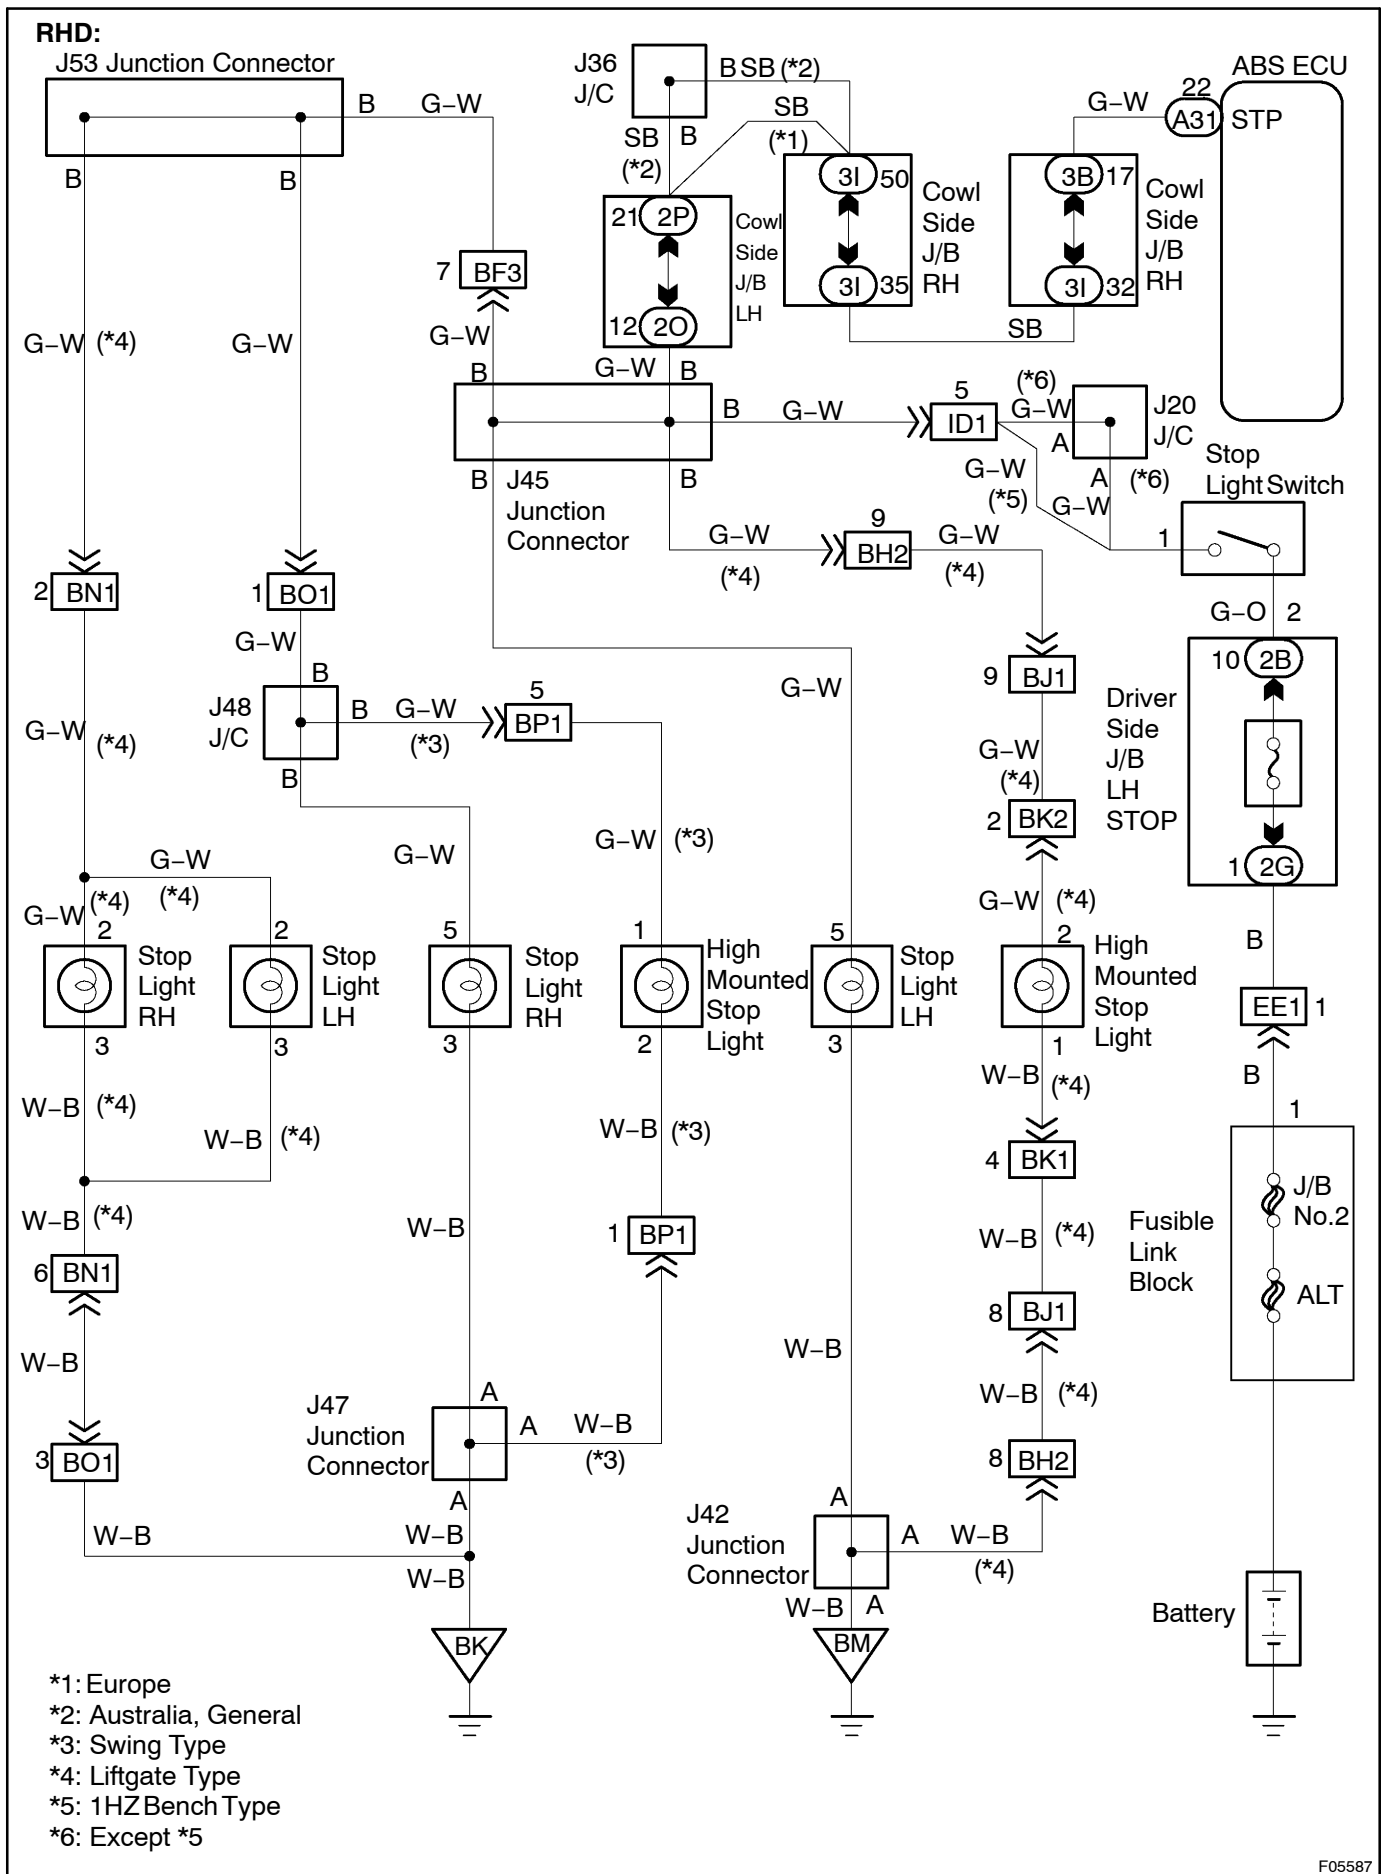 RHD:
J53 Junction Connector
J36
J/C
B SB (*2)
ABS ECU
B
G–W
SB
(*1)
SB
(*2)
B
G–W
22
A31
STP
B
B
21 2P
Cowl
Side
J/B
LH
12 2O
3I 50
3I 35
Cowl
Side
J/B
RH
3B 17
3I 32
Cowl
Side
J/B
RH
SB
7 BF3
G–W (*4)
G–W
G–W
B
G–W B
B
G–W
5
ID1
(*6)
G–W
A
J20
J/C
A (*6)
G–W
G–W
(*5)
Stop
Light Switch
1
B
J45
Junction
Connector
B
G–W
(*4)
9
BH2
G–W
(*4)
2 BN1
1 BO1
G–O 2
G–W
B
J48
J/C
B
G–W
(*3)
5
BP1
B
G–W
9 BJ1
10 2B
Driver
Side
J/B
LH
STOP
1 2G
G–W
(*4)
G–W
(*4)
2 BK2
G–W
(*4)
G–W
(*4)
G–W
G–W (*3)
G–W (*4)
2
Stop
Light
RH
3
2
Stop
Light
LH
3
5
Stop
Light
RH
3
1
High
Mounted
Stop
Light
2
5
Stop
Light
LH
3
2
High
Mounted
Stop
Light
1
B
EE1 1
B
1
W–B (*4)
W–B (*4)
W–B (*3)
W–B
(*4)
4 BK1
J/B
No.2
ALT
Fusible
Link
Block
W–B (*4)
W–B
1 BP1
W–B (*4)
6 BN1
8 BJ1
W–B
W–B
W–B (*4)
J47
Junction
Connector
A
A
W–B
(*3)
A
3 BO1
8 BH2
W–B
W–B
W–B
J42
Junction
Connector
A
A
W–B
(*4)
W–B A
BK
BM
Battery
*1: Europe
*2: Australia, General
*3: Swing Type
*4: Liftgate Type
*5: 1HZ Bench Type
*6: Except *5
F05587